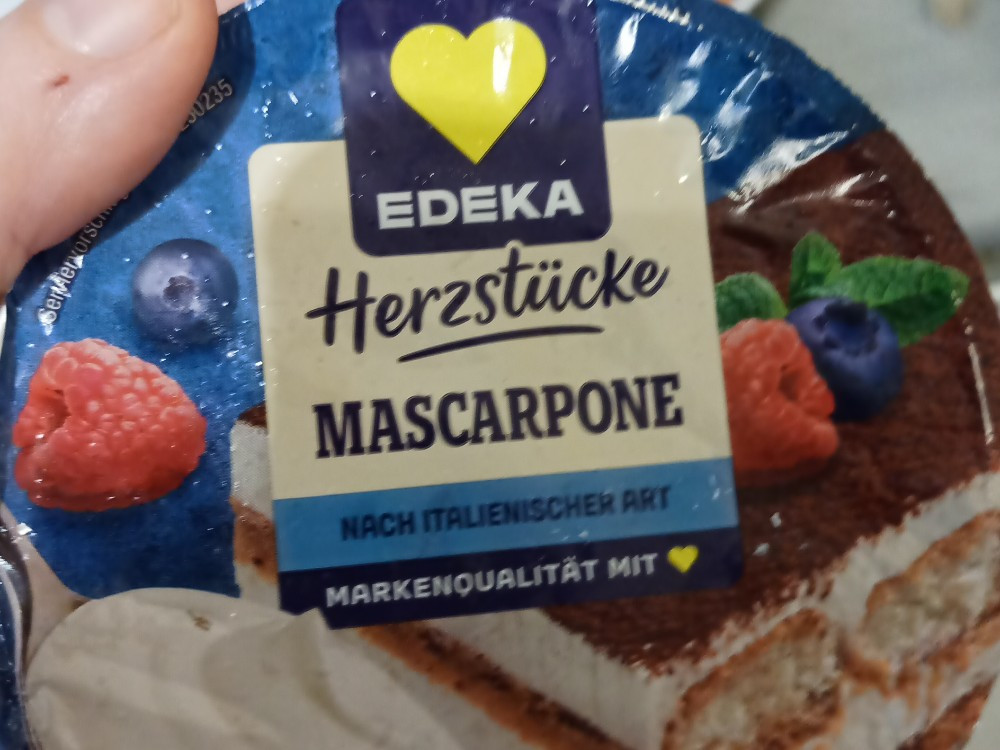 EDEKA
Herzstücke
MASCARPONE
NACH ITALIENISCHER ART
MARKENQUALITÄT MIT